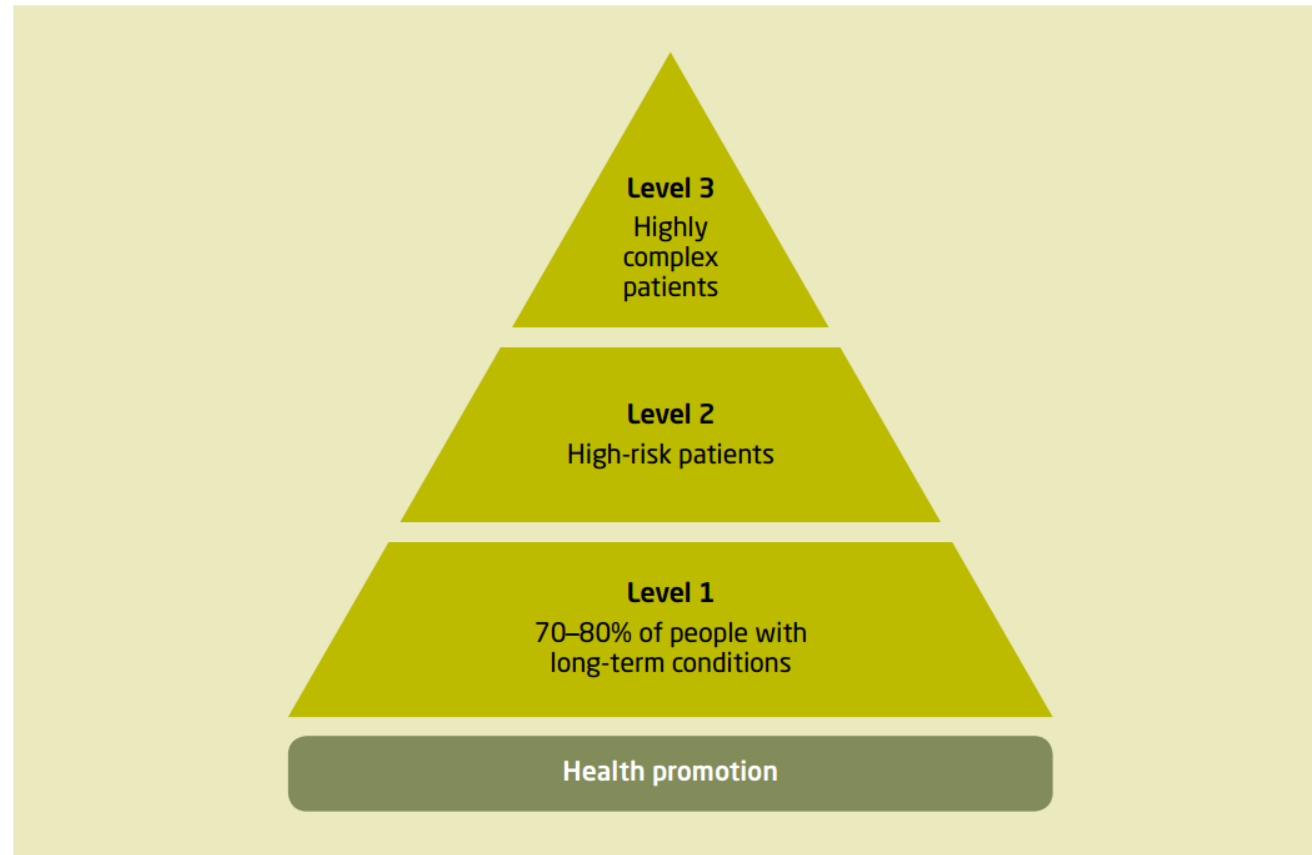 Level 3
Highly
complex
patients
Level 2
High-risk patients
Level 1
70–80% of people with
long-term conditions
Health promotion